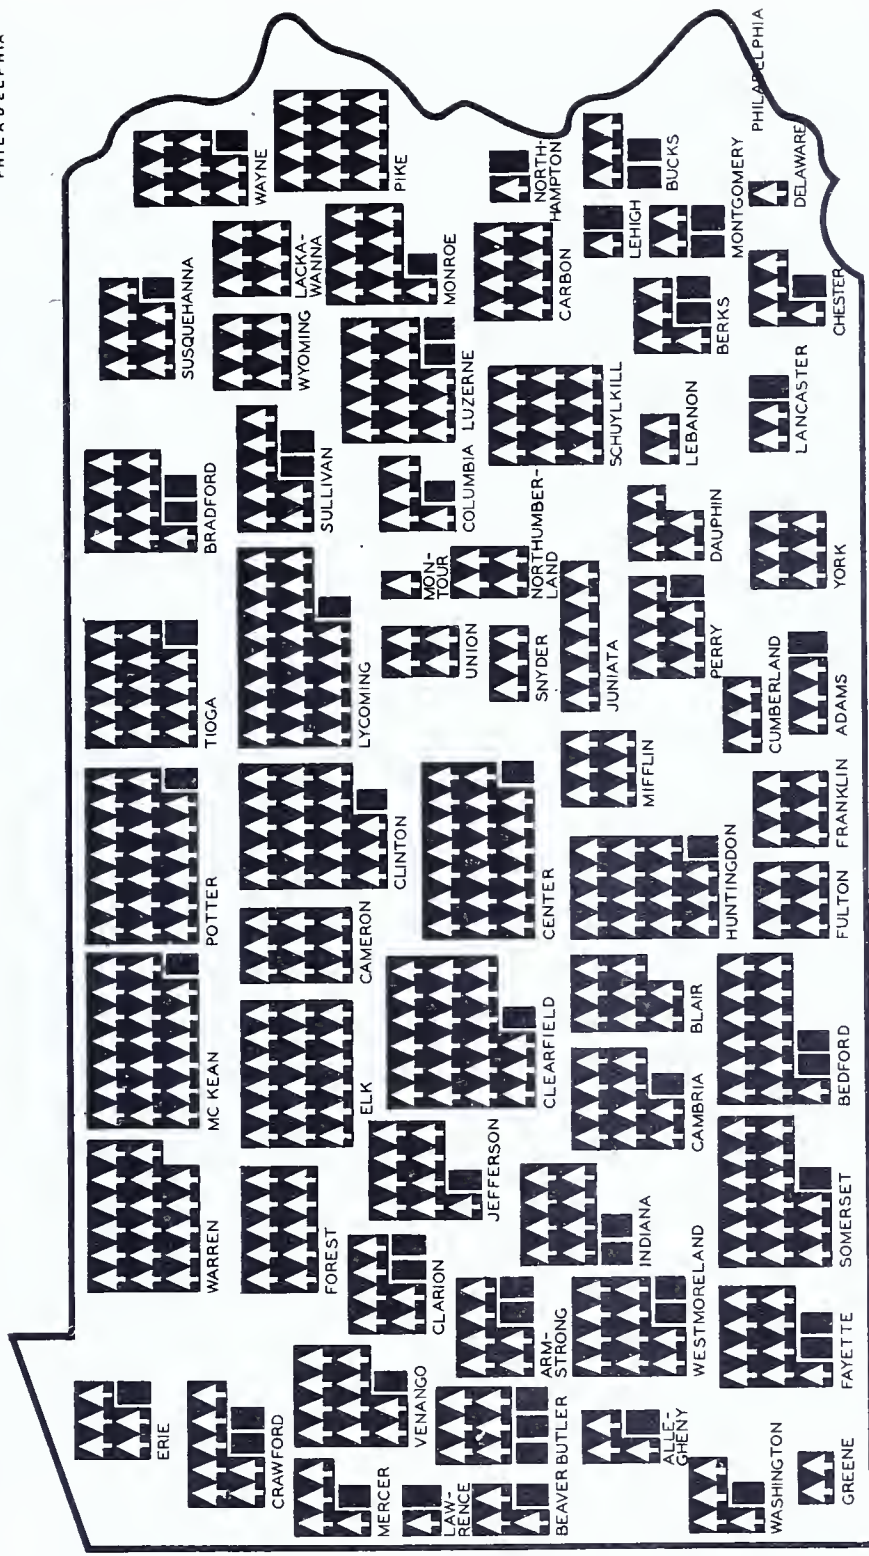 PHILADELPHIA
ERIE
CRAWFORD
MERCER
LAW-
RENCE
BEAVER
BUTLER
VENANGO
WARREN
FOREST
CLARION
JEFFERSON
ARM-
STRONG
INDIANA
ALLE-
GHENY
WASHINGTON
GREENE
WESTMORELAND
FAYETTE
SOMERSET
MC KEAN
ELK
CLEARFIELD
CAMBRIA
BLAIR
BEDFORD
POTTER
CAMERON
CLINTON
CENTER
HUNTINGDON
FULTON
FRANKLIN
TIOGA
LYCOMING
UNION
SNYDER
MIFFLIN
JUNIATA
PERRY
CUMBERLAND
ADAMS
BRADFORD
SULLIVAN
MON-
TOUR
COLUMBIA
NORTHUMBER-
LAND
DAUPHIN
YORK
SUSQUEHANNA
WYOMING
LACKA-
WANNA
LUZERNE
SCHUYLKILL
LEBANON
LANCASTER
WAYNE
PIKE
MONROE
CARBON
NORTH-
HAMPTON
LEHIGH
BERKS
BUCKS
MONTGOMERY
CHESTER
DELAWARE
PHILADELPHIA